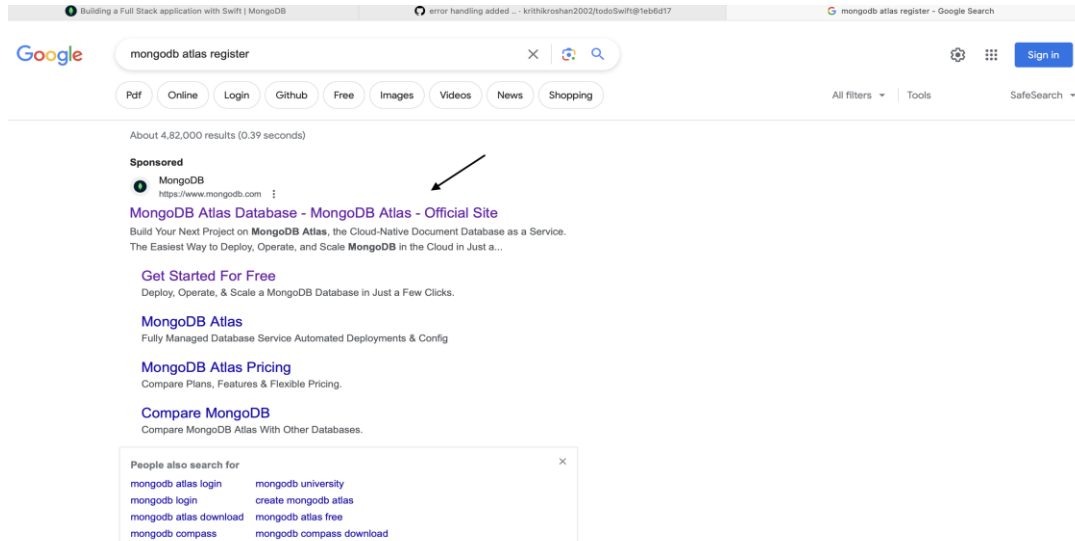 Building a Full Stack application with Swift | MongoDB
error handling added .. · krithikroshan2002/todoSwift@1eb6d17
mongodb atlas register - Google Search
Google
mongodb atlas register
Sign in
Pdf
Online
Login
Github
Free
Images
Videos
News
Shopping
All filters
Tools
SafeSearch
About 4,82,000 results (0.39 seconds)
Sponsored
MongoDB
https://www.mongodb.com
MongoDB Atlas Database - MongoDB Atlas - Official Site
Build Your Next Project on MongoDB Atlas, the Cloud-Native Document Database as a Service.
The Easiest Way to Deploy, Operate, and Scale MongoDB in the Cloud in Just a...
Get Started For Free
Deploy, Operate, & Scale a MongoDB Database in Just a Few Clicks.
MongoDB Atlas
Fully Managed Database Service Automated Deployments & Config
MongoDB Atlas Pricing
Compare Plans, Features & Flexible Pricing.
Compare MongoDB
Compare MongoDB Atlas With Other Databases.
People also search for
mongodb atlas login
mongodb university
mongodb login
create mongodb atlas
mongodb atlas download
mongodb atlas free
mongodb compass
mongodb compass download